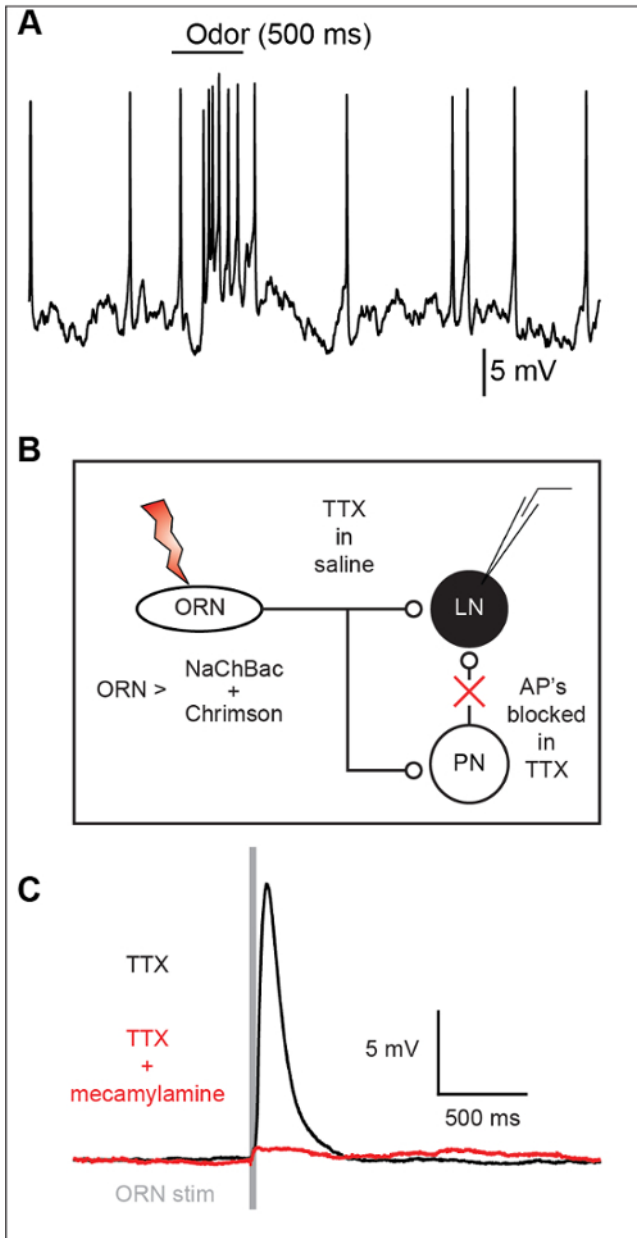 A
Odor (500 ms)
5 mV
B
TTX
in
saline
ORN
LN
ORN >
NaChBac
+
Chrimson
AP's
blocked
in
TTX
PN
C
TTX
TTX
+
mecamylamine
5 mV
500 ms
ORN stim